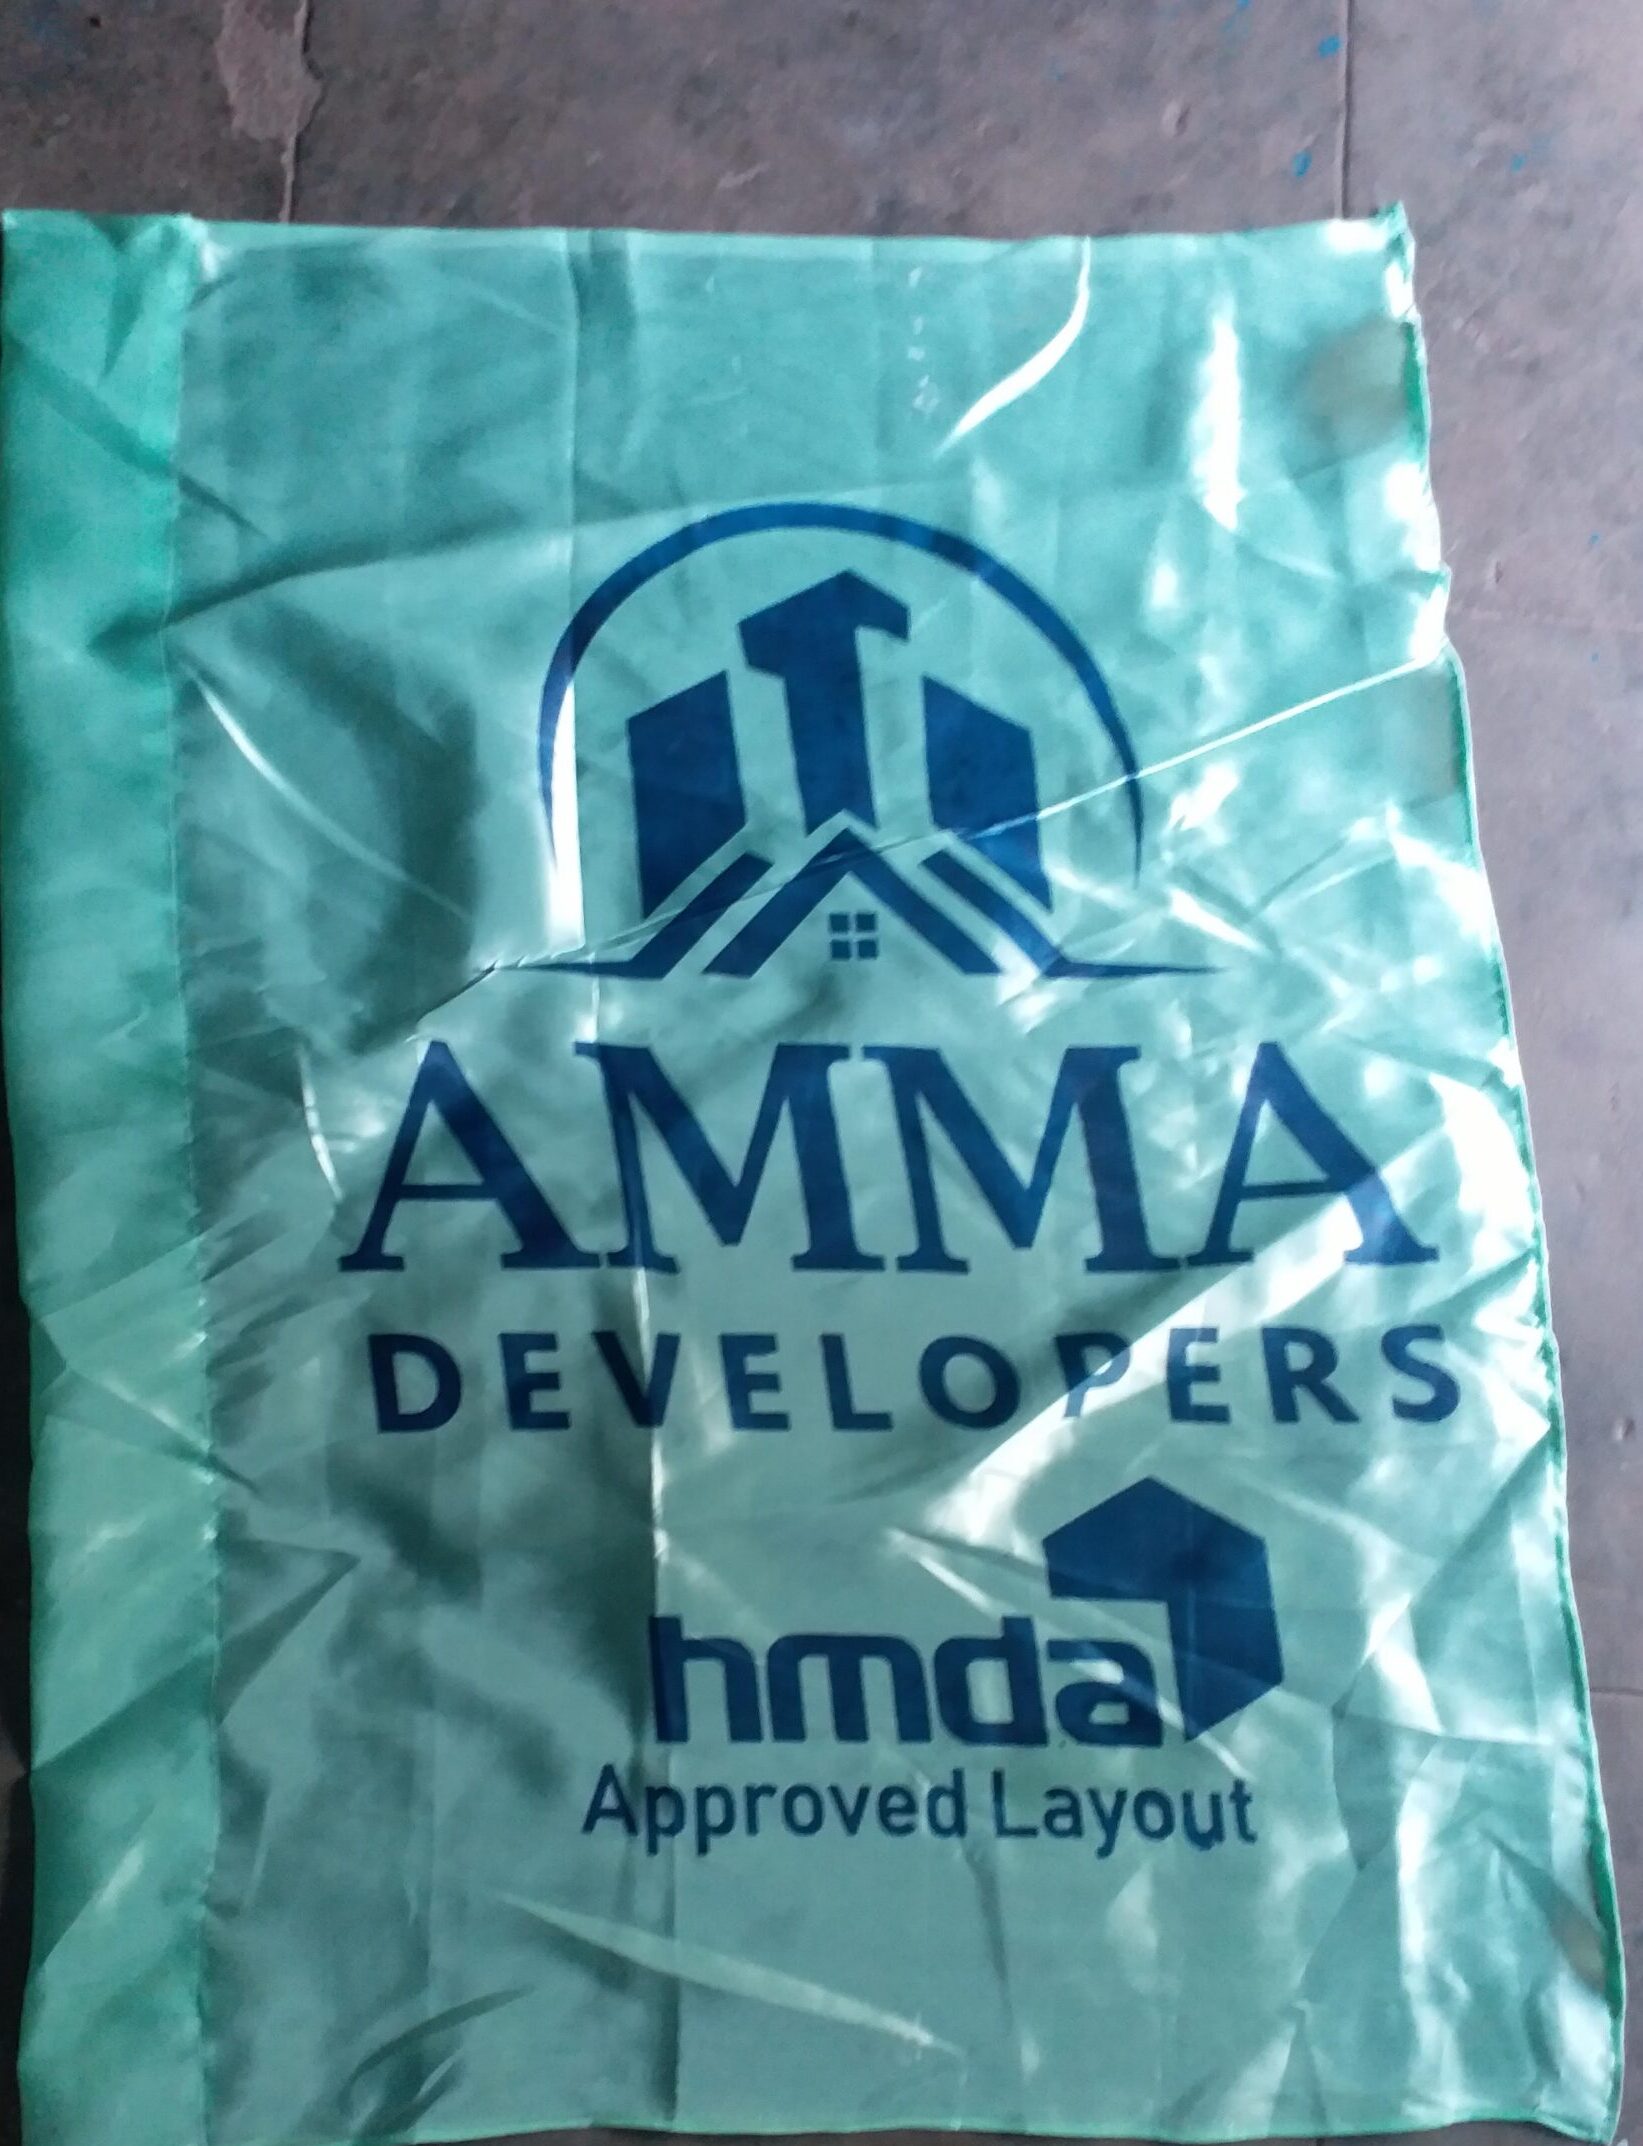 AMMA
DEVELOPERS
hmda
Approved Layout